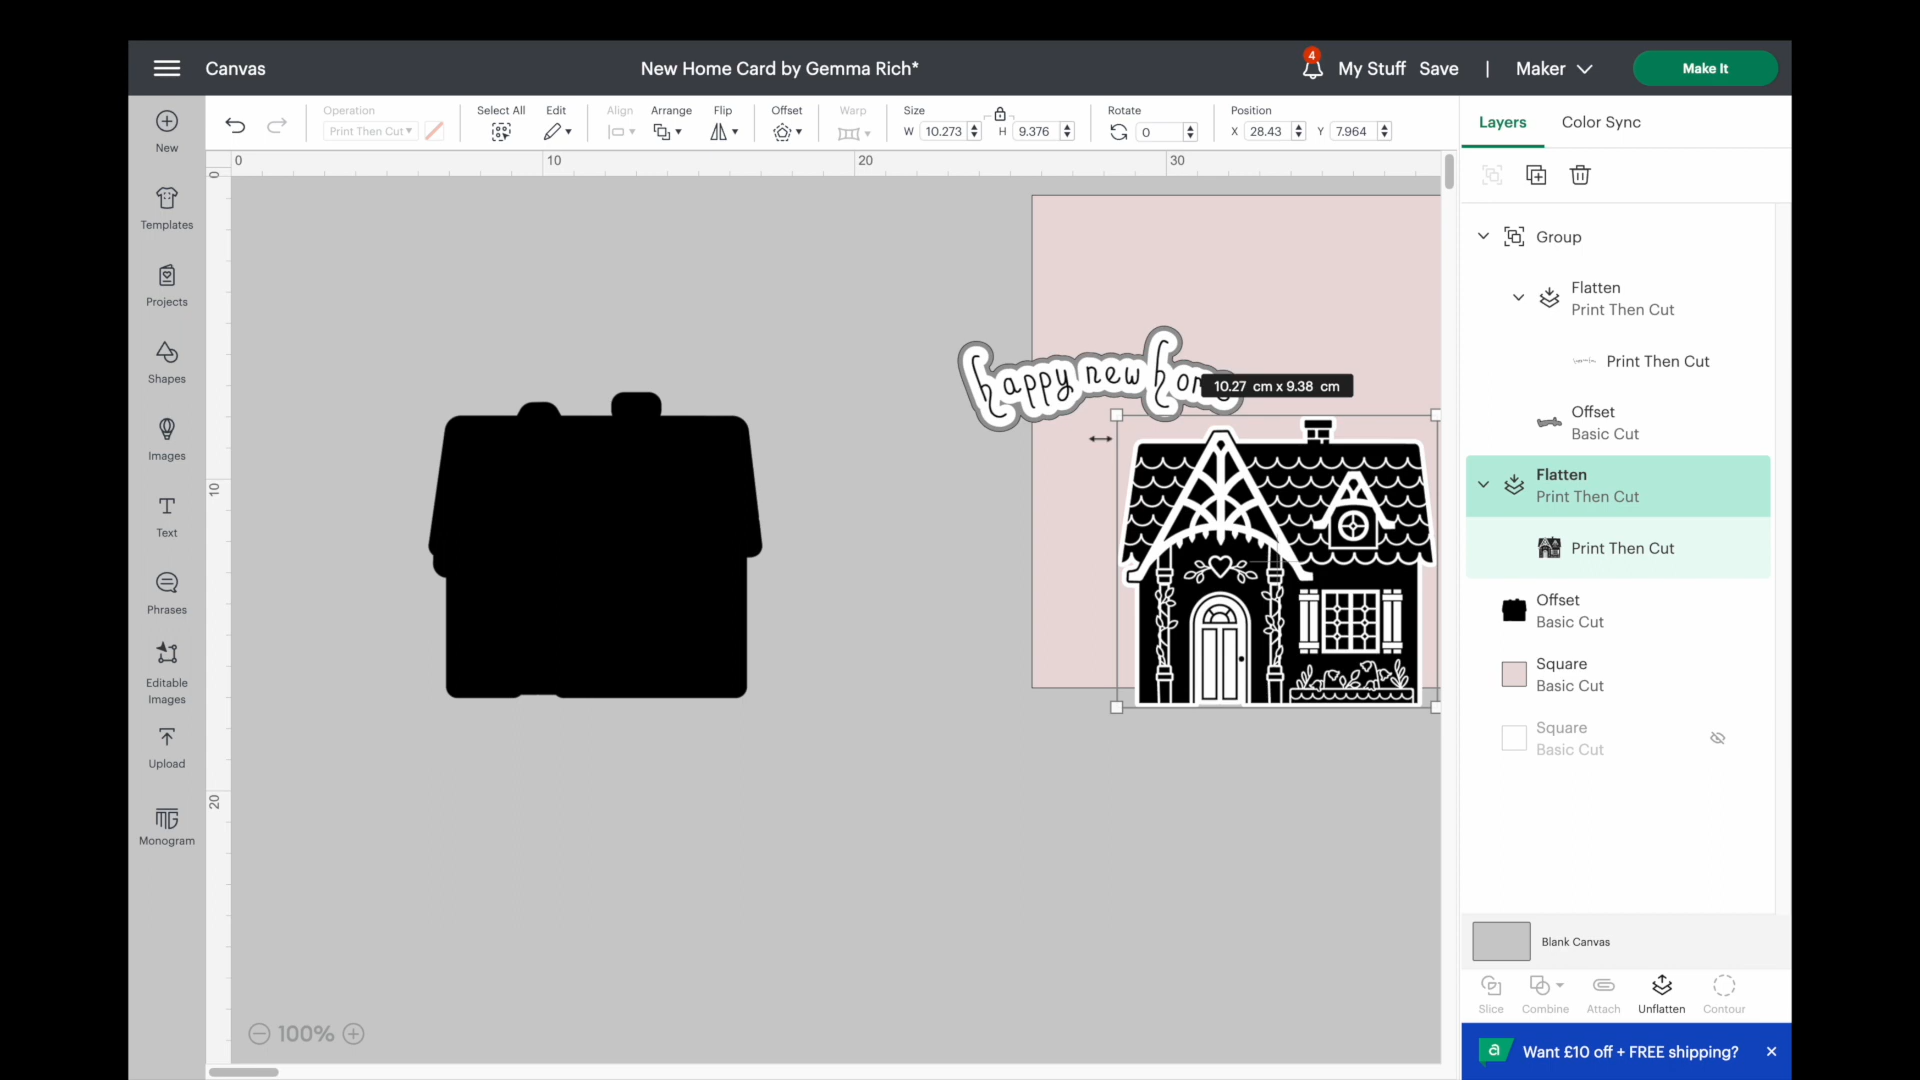 Canvas
New Home Card by Gemma Rich*
4
My Stuff
Save
|
Maker
Make It
New
Templates
Projects
Shapes
Images
Text
Phrases
Editable
Images
Upload
Monogram
Operation
Print Then Cut
Select All
Edit
Align
Arrange
Flip
Offset
Warp
Size
W 10.273
H 9.376
Rotate
0
Position
X 28.43
Y 7.964
0
10
20
30
0
10
20
happy new
10.27 cm x 9.38 cm
100%
Layers
Color Sync
Group
Flatten
Print Then Cut
Print Then Cut
Offset
Basic Cut
Flatten
Print Then Cut
Print Then Cut
Offset
Basic Cut
Square
Basic Cut
Square
Basic Cut
Blank Canvas
Slice
Combine
Attach
Unflatten
Contour
a
Want £10 off + FREE shipping?